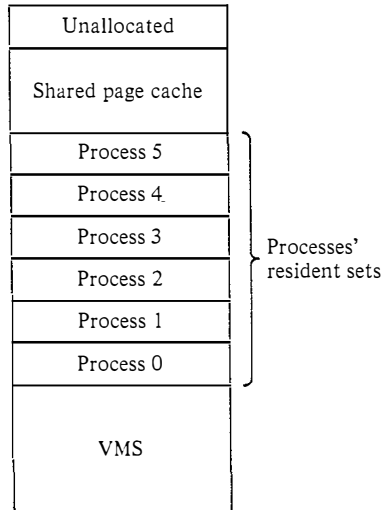 Unallocated
Shared page cache
Process 5
Process 4
Process 3
Process 2
Process 1
Process 0
Processes'
resident sets
VMS